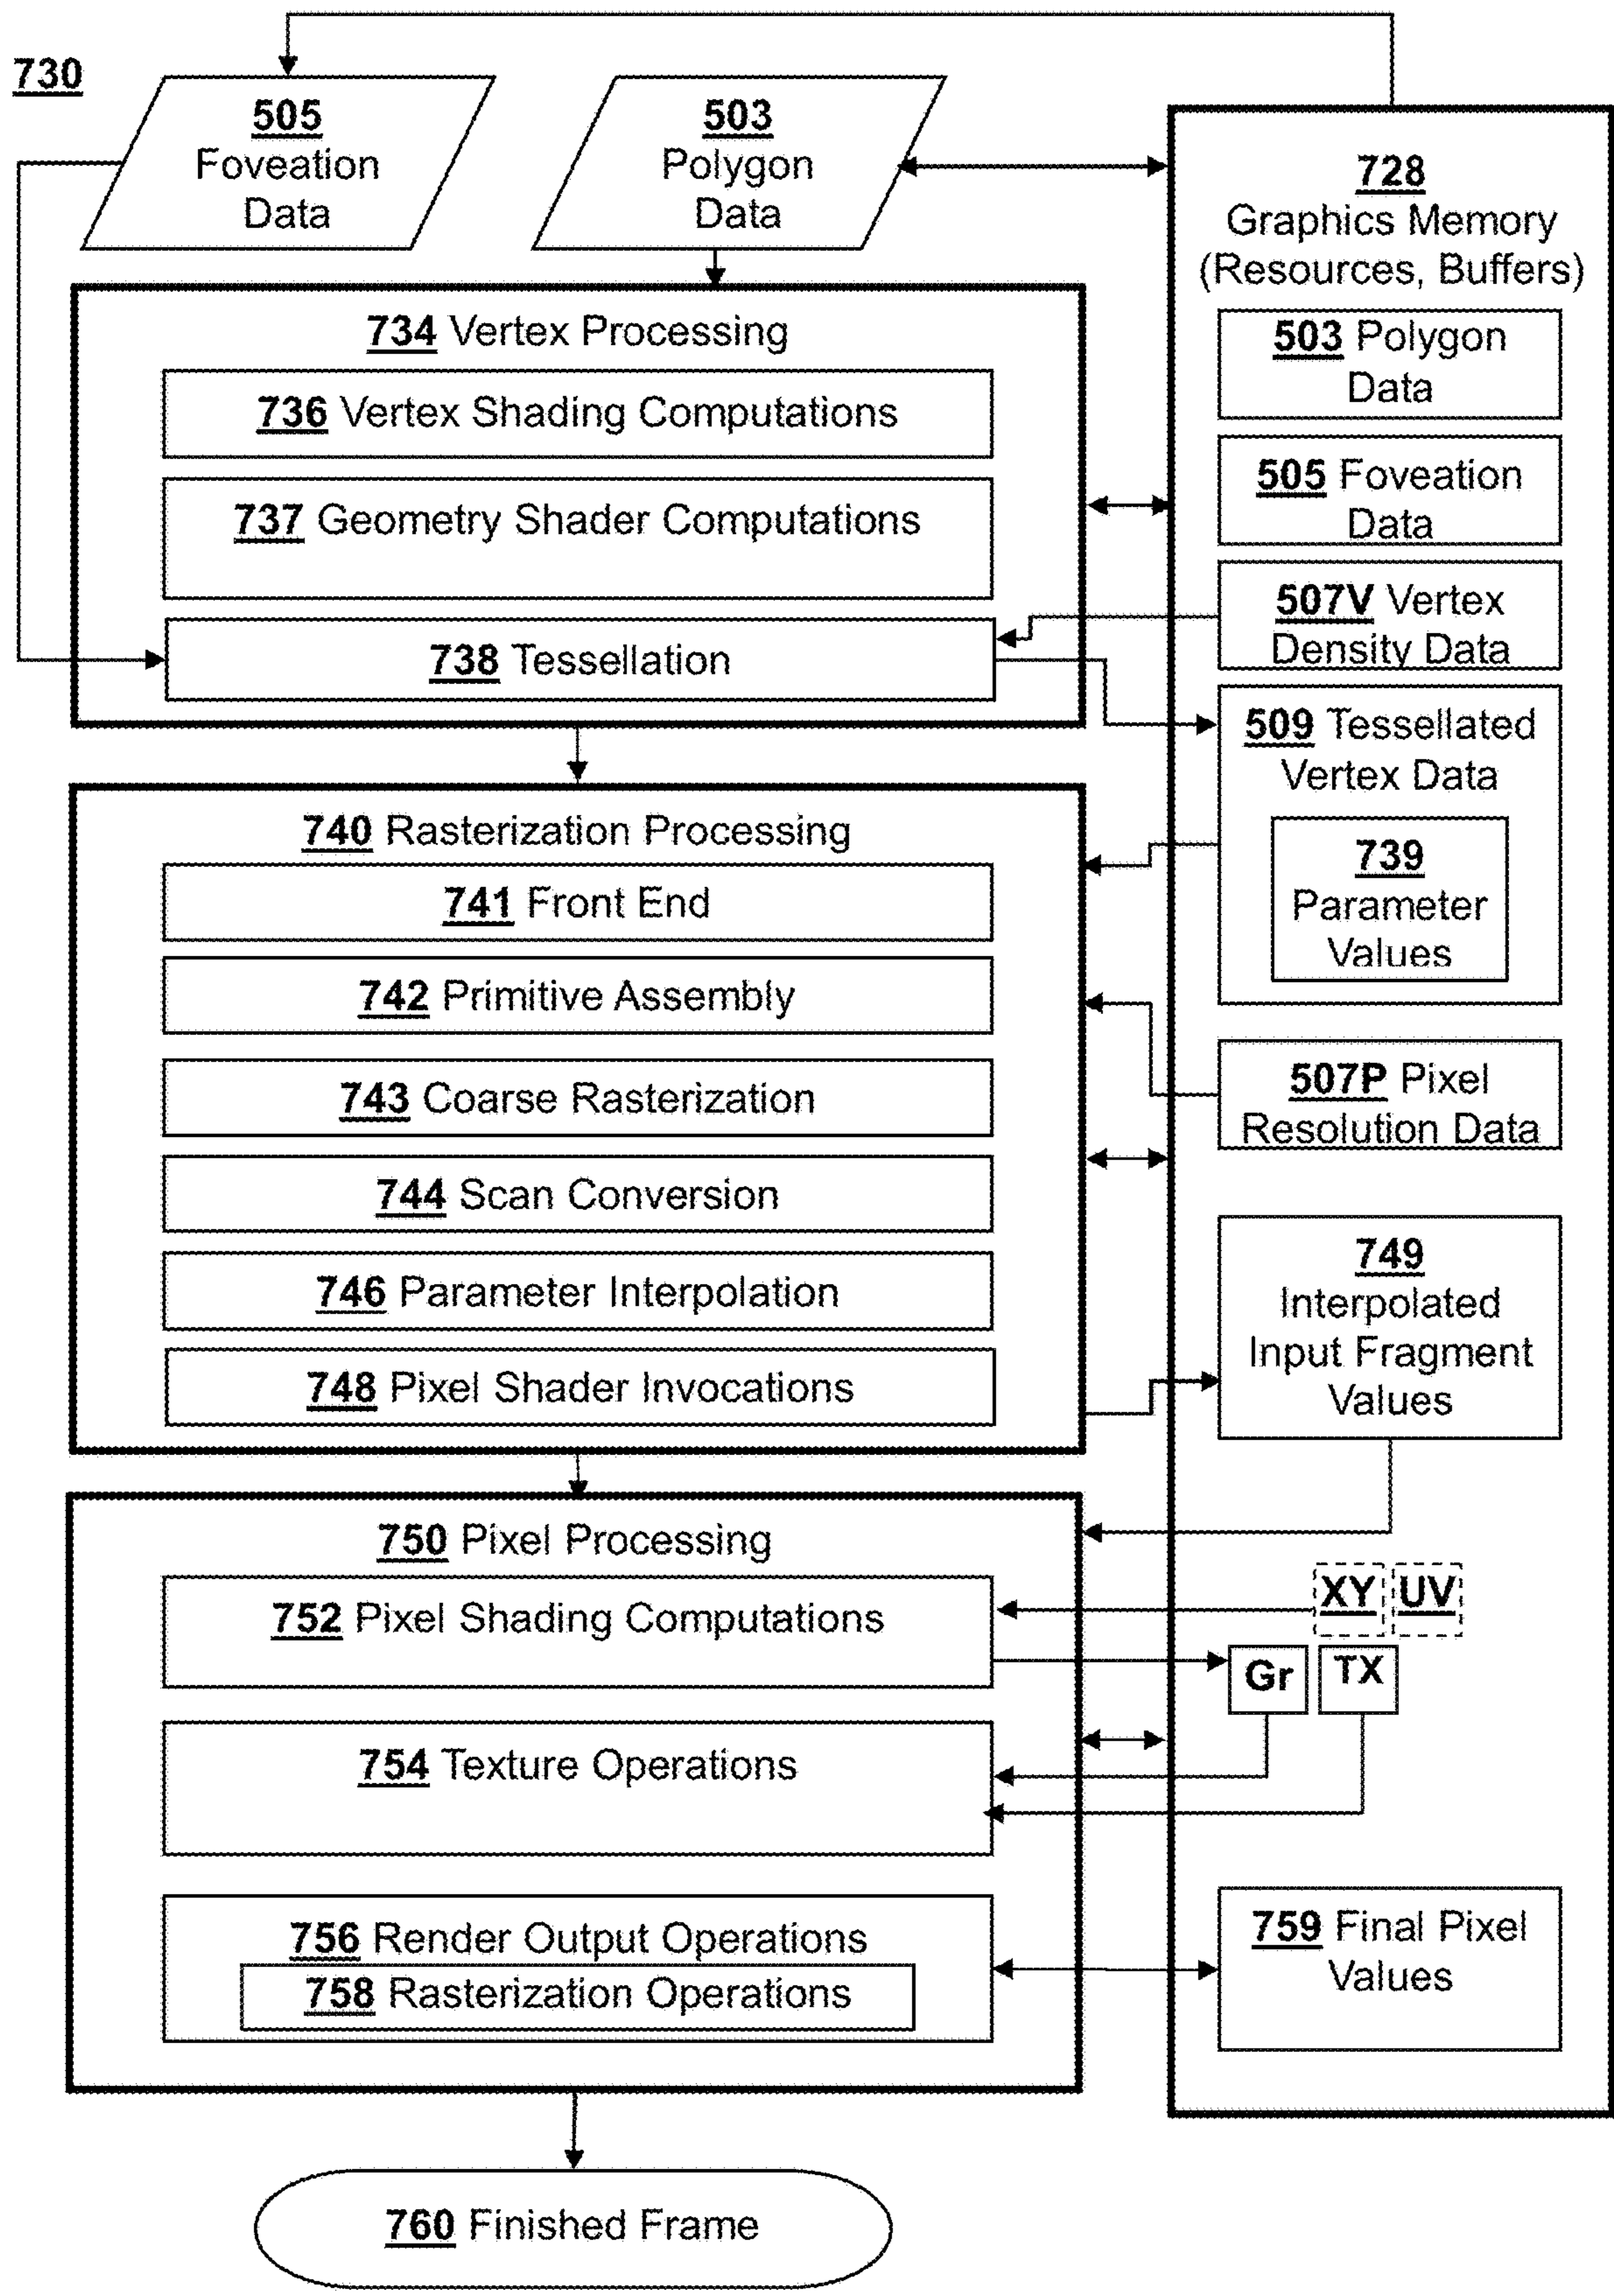 730
505
Foveation
Data
503
Polygon
Data
734 Vertex Processing
736 Vertex Shading Computations
737 Geometry Shader Computations
738 Tessellation
740 Rasterization Processing
741 Front End
742 Primitive Assembly
743 Coarse Rasterization
744 Scan Conversion
746 Parameter Interpolation
748 Pixel Shader Invocations
750 Pixel Processing
752 Pixel Shading Computations
754 Texture Operations
756 Render Output Operations
758 Rasterization Operations
760 Finished Frame
728
Graphics Memory
(Resources, Buffers)
503 Polygon
Data
505 Foveation
Data
507V Vertex
Density Data
509 Tessellated
Vertex Data
739
Parameter
Values
507P Pixel
Resolution Data
749
Interpolated
Input Fragment
Values
XY UV
Gr TX
759 Final Pixel
Values